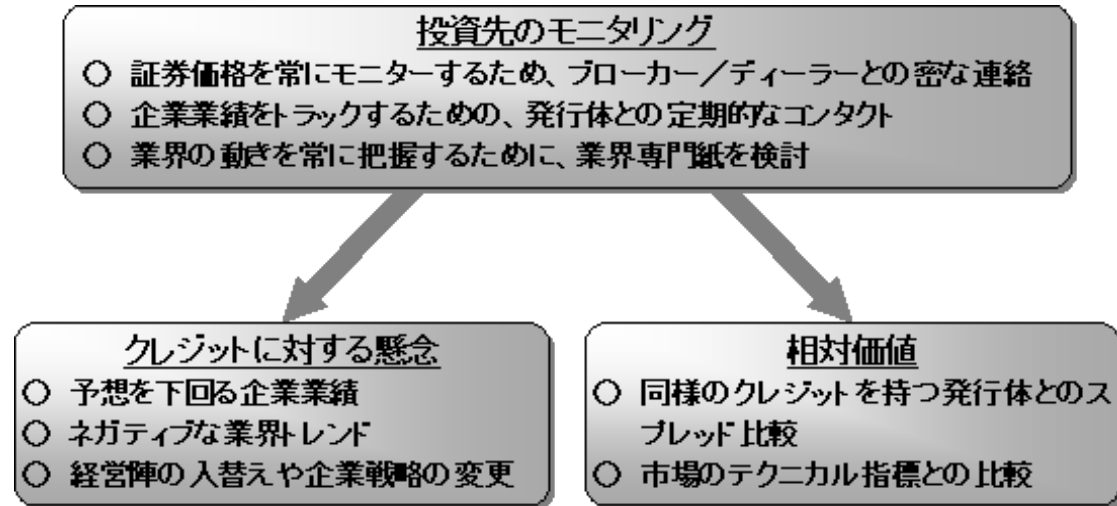 投資先のモニタリング
○ 証券価格を常にモニターするため、ブローカー／ディーラーとの密な連絡
○ 企業業績をトラックするための、発行体との定期的なコンタクト
○ 業界の動きを常に把握するために、業界専門紙を検討
クレジットに対する懸念
○ 予想を下回る企業業績
○ ネガティブな業界トレンド
○ 経営陣の入替えや企業戦略の変更
相対価値
○ 同様のクレジットを持つ発行体とのス
プレッド比較
○ 市場のテクニカル指標との比較